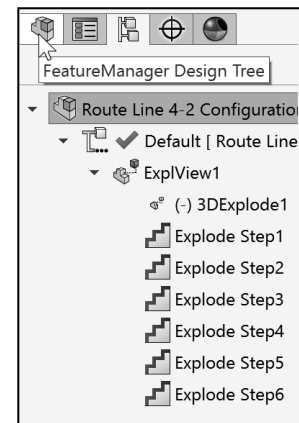 FeatureManager Design Tree
Route Line 4-2 Configuratio
Default [ Route Line
ExplView1
(-) 3DExplode1
Explode Step1
Explode Step2
Explode Step3
Explode Step4
Explode Step5
Explode Step6